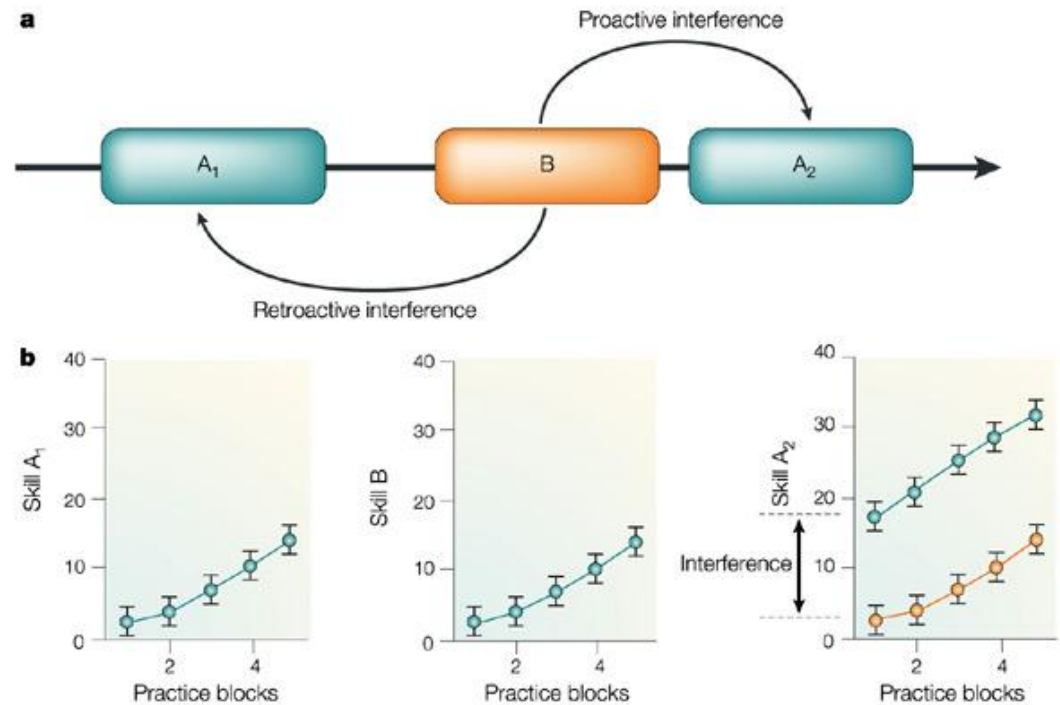 a
Proactive interference
A₁
B
A₂
Retroactive interference
b
40
30
20
10
0
Skill A₁
2
4
Practice blocks
40
30
20
10
0
Skill B
2
4
Practice blocks
40
30
20
10
0
Skill A₂
Interference
2
4
Practice blocks